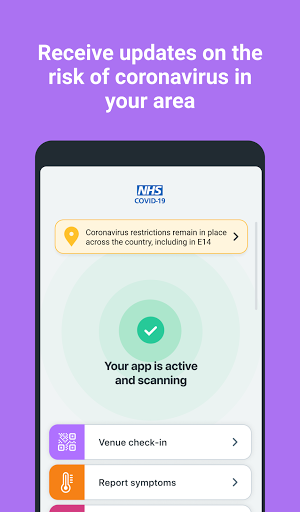 Receive updates on the
risk of coronavirus in
your area
NHS
COVID-19
Coronavirus restrictions remain in place
across the country, including in E14
Your app is active
and scanning
Venue check-in
Report symptoms